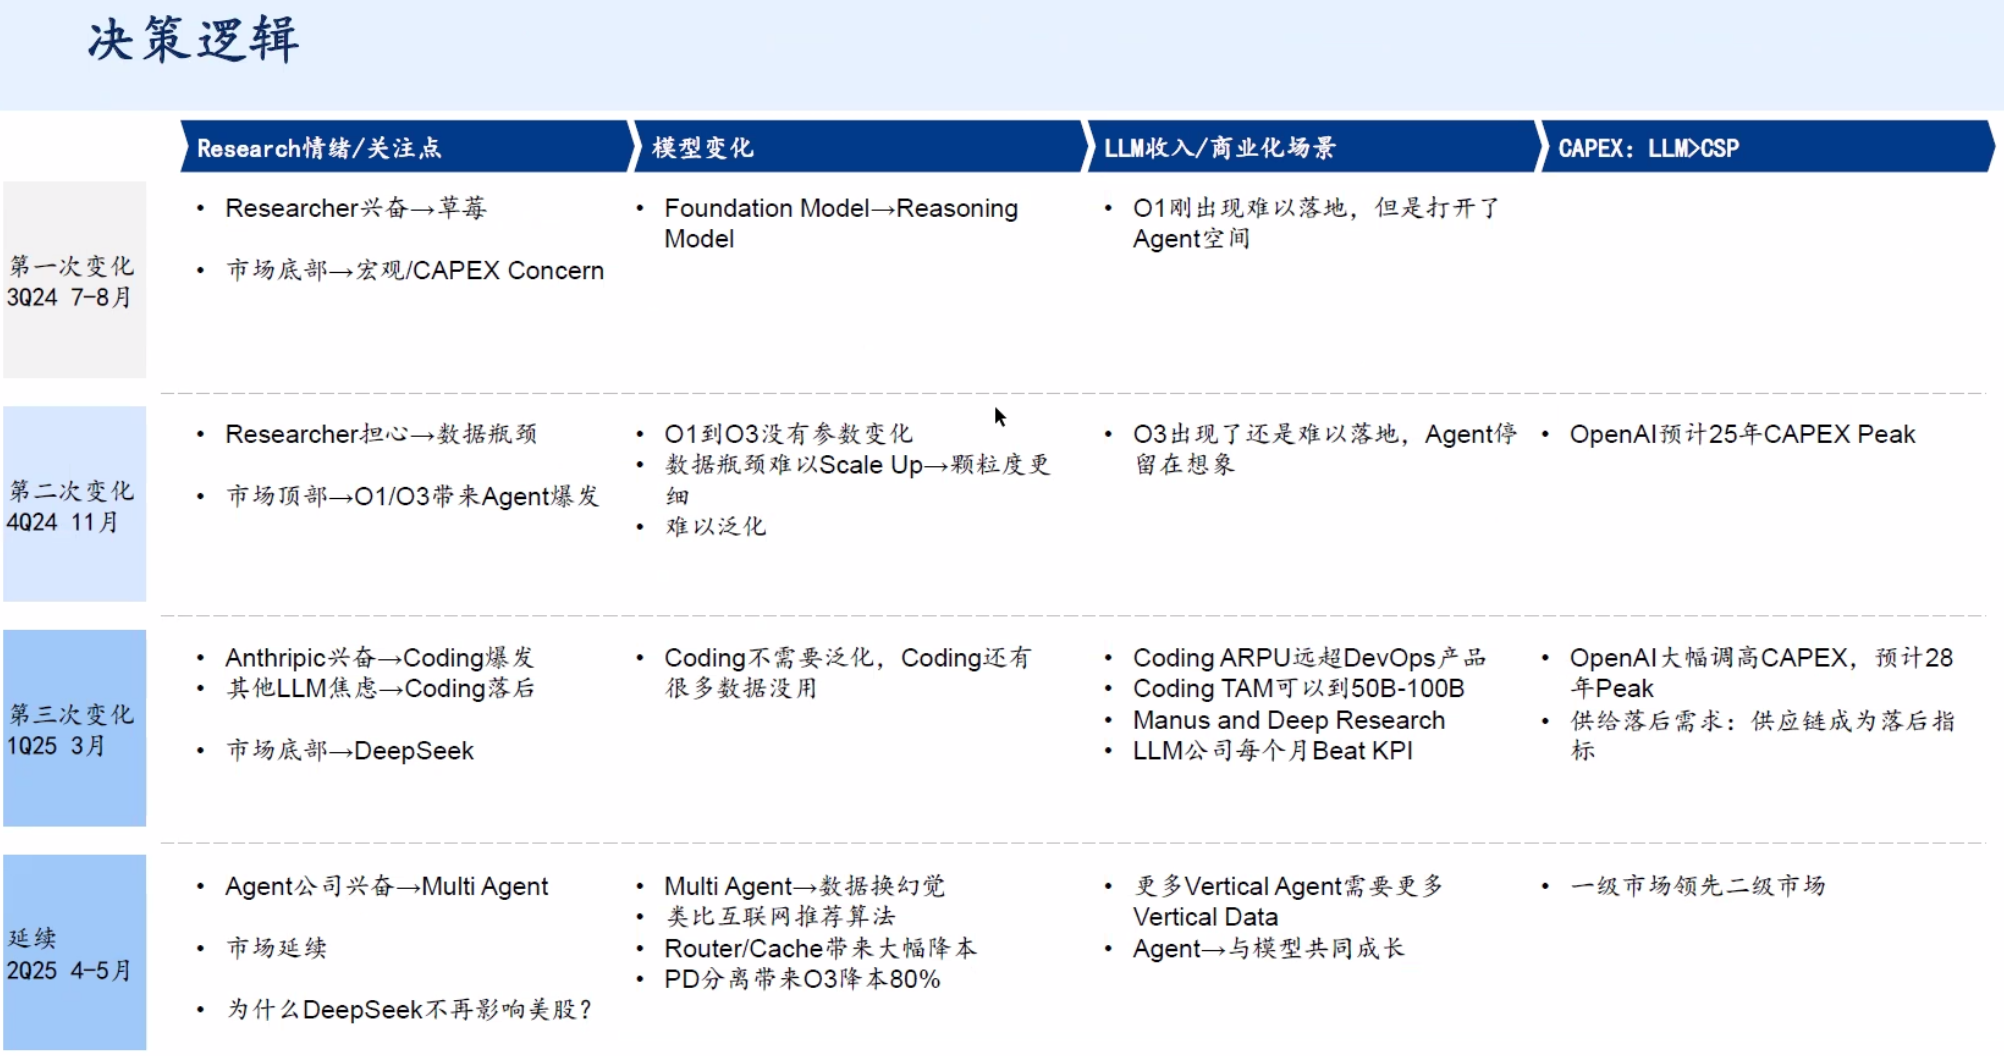 决策逻辑
Research情绪/关注点
模型变化
LLM收入/商业化场景
CAPEX: LLM>CSP
第一次变化
3Q24 7-8月
• Researcher兴奋→草莓
• 市场底部→宏观/CAPEX Concern
• Foundation Model→Reasoning
Model
• O1刚出现难以落地，但是打开了
Agent空间
第二次变化
4Q24 11月
• Researcher担心→数据瓶颈
• 市场顶部→O1/O3带来Agent爆发
• O1到O3没有参数变化
• 数据瓶颈难以Scale Up→颗粒度更
细
• 难以泛化
• O3出现了还是难以落地，Agent停
留在想象
• OpenAI预计25年CAPEX Peak
第三次变化
1Q25 3月
• Anthripic兴奋→Coding爆发
• 其他LLM焦虑→Coding落后
• 市场底部→DeepSeek
• Coding不需要泛化，Coding还有
很多数据没用
• Coding ARPU远超DevOps产品
• Coding TAM可以到50B-100B
• Manus and Deep Research
• LLM公司每个月Beat KPI
• OpenAI大幅调高CAPEX，预计28
年Peak
• 供给落后需求：供应链成为落后指
标
延续
2Q25 4-5月
• Agent公司兴奋→Multi Agent
• 市场延续
• 为什么DeepSeek不再影响美股？
• Multi Agent→数据换幻觉
• 类比互联网推荐算法
• Router/Cache带来大幅降本
• PD分离带来O3降本80%
• 更多Vertical Agent需要更多
Vertical Data
• Agent→与模型共同成长
• 一级市场领先二级市场